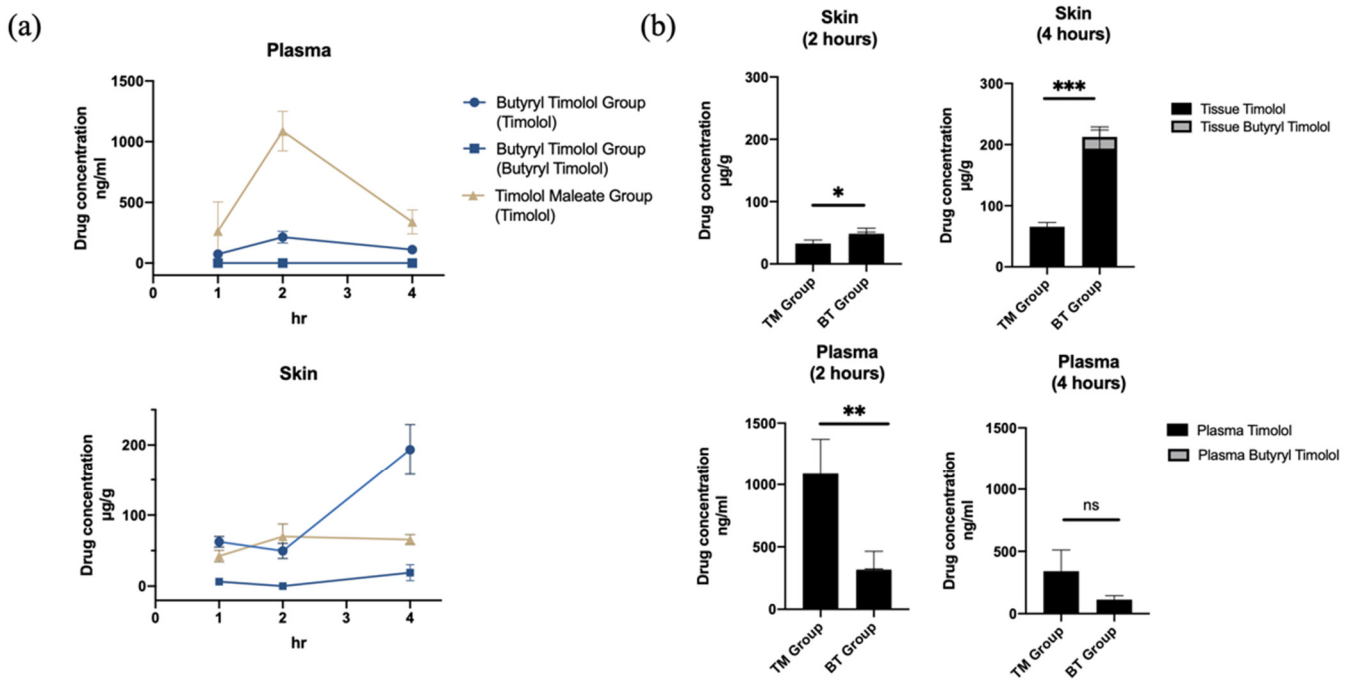 (a)
Plasma
1500
1000
500
0
Drug concentration
ng/ml
0
1
2
3
4
hr
Butyryl Timolol Group
(Timolol)
Butyryl Timolol Group
(Butyryl Timolol)
Timolol Maleate Group
(Timolol)
Skin
200
100
0
Drug concentration
µg/g
0
1
2
3
4
hr
(b)
Skin
(2 hours)
300
200
100
0
Drug concentration
µg/g
*
TM Group
BT Group
Skin
(4 hours)
300
200
100
0
Drug concentration
µg/g
***
TM Group
BT Group
Tissue Timolol
Tissue Butyryl Timolol
Plasma
(2 hours)
1500
1000
500
0
Drug concentration
ng/ml
**
TM Group
BT Group
Plasma
(4 hours)
1500
1000
500
0
Drug concentration
ng/ml
ns
TM Group
BT Group
Plasma Timolol
Plasma Butyryl Timolol